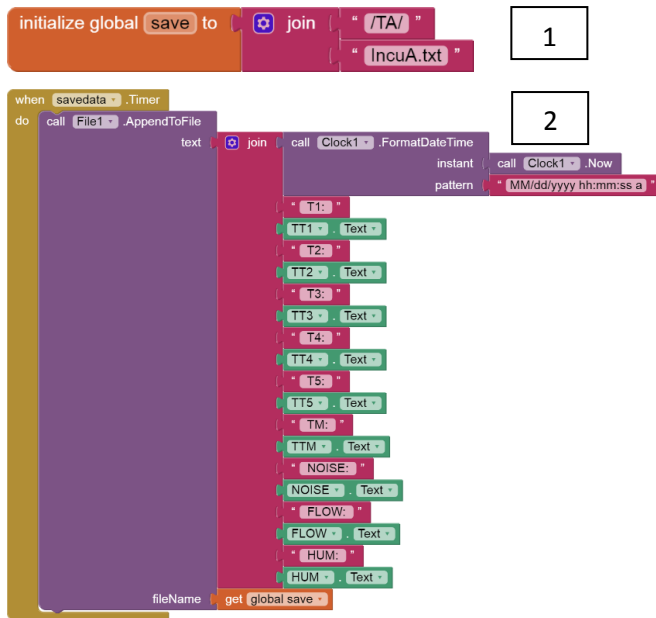 initialize global save to join " /TA/ "
" IncuA.txt "
1
when savedata .Timer
do call File1 .AppendToFile
2
text join call Clock1 .FormatDateTime
instant call Clock1 .Now
pattern " MM/dd/yyyy hh:mm:ss a "
" T1: "
TT1 . Text
" T2: "
TT2 . Text
" T3: "
TT3 . Text
" T4: "
TT4 . Text
" T5: "
TT5 . Text
" TM: "
TTM . Text
" NOISE: "
NOISE . Text
" FLOW: "
FLOW . Text
" HUM: "
HUM . Text
fileName get global save